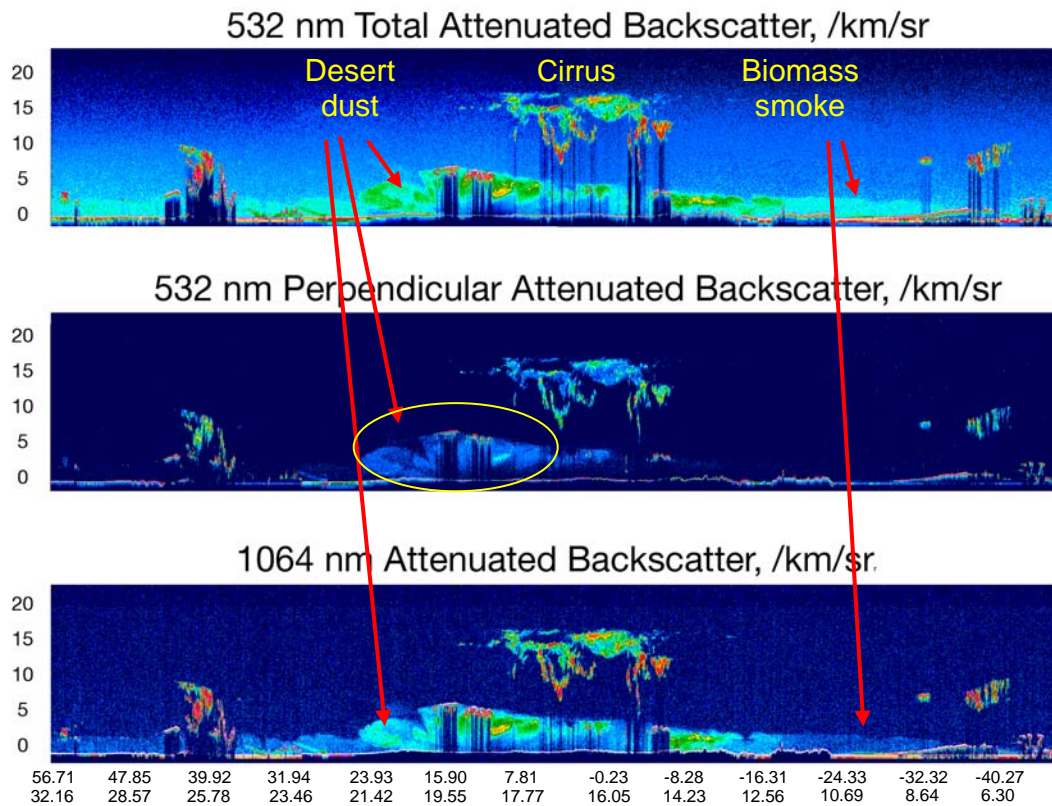 532 nm Total Attenuated Backscatter, /km/sr
20
15
10
5
0
Desert
dust
Cirrus
Biomass
smoke
532 nm Perpendicular Attenuated Backscatter, /km/sr
20
15
10
5
0
1064 nm Attenuated Backscatter, /km/sr
20
15
10
5
0
56.71 47.85 39.92 31.94 23.93 15.90 7.81 -0.23 -8.28 -16.31 -24.33 -32.32 -40.27
32.16 28.57 25.78 23.46 21.42 19.55 17.77 16.05 14.23 12.56 10.69 8.64 6.30